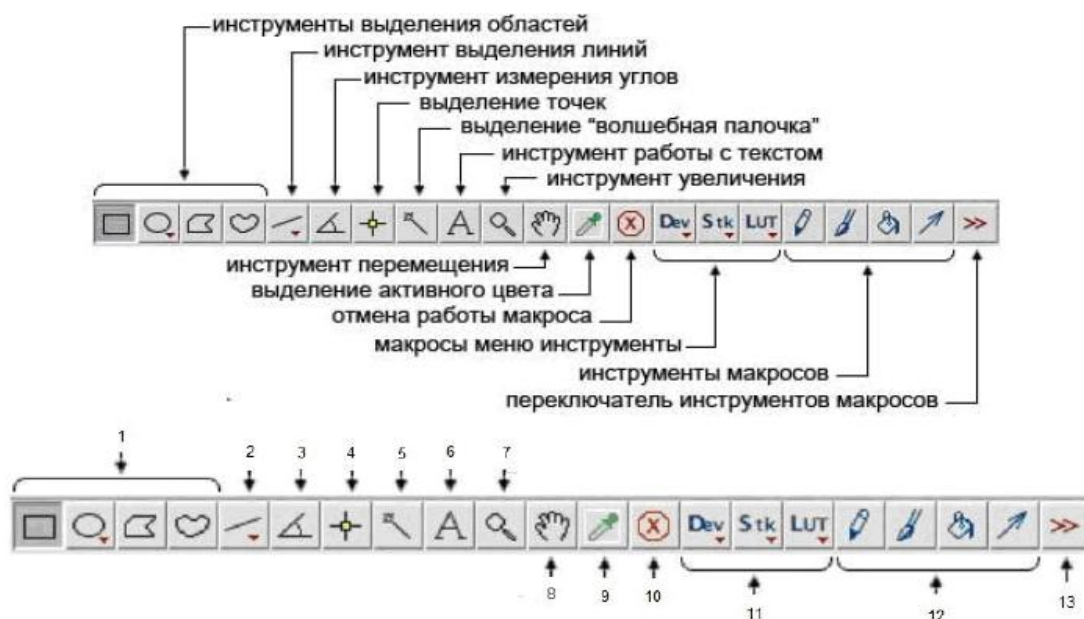 инструменты выделения областей
инструмент выделения линий
инструмент измерения углов
выделение точек
выделение "волшебная палочка"
инструмент работы с текстом
инструмент увеличения
A X Dev Stk LUT >>
инструмент перемещения
выделение активного цвета
отмена работы макроса
макросы меню инструменты
инструменты макросов
переключатель инструментов макросов
1 2 3 4 5 6 7
A X Dev Stk LUT >>
8 9 10 11 12 13